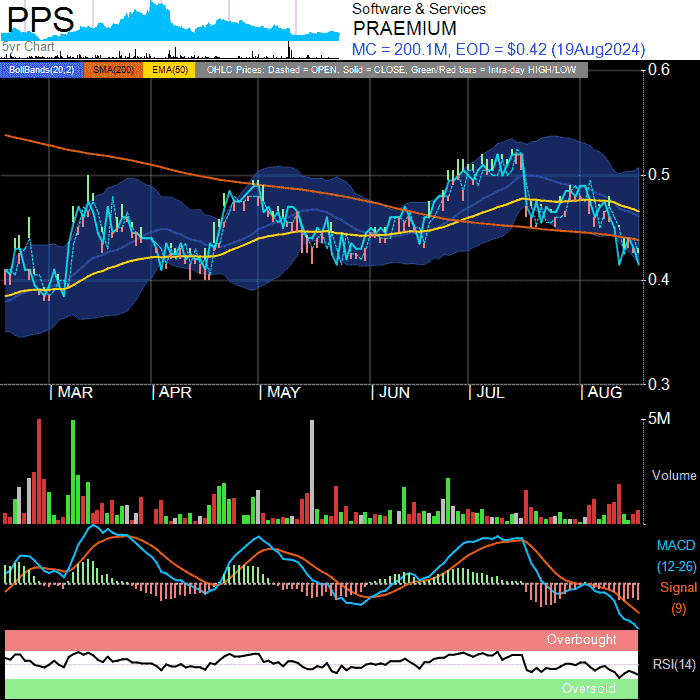 PPS
5yr Chart
Software & Services
PRAEMIUM
MC = 200.1M, EOD = $0.42 (19Aug2024)
BollBands(20,2) SMA(200) EMA(50) OHLC Prices: Dashed = OPEN, Solid = CLOSE, Green/Red bars = Intra-day HIGH/LOW
0.6
0.5
0.4
0.3
MAR APR MAY JUN JUL AUG
5M
Volume
MACD
(12-26)
Signal
(9)
Overbought
RSI(14)
Oversold